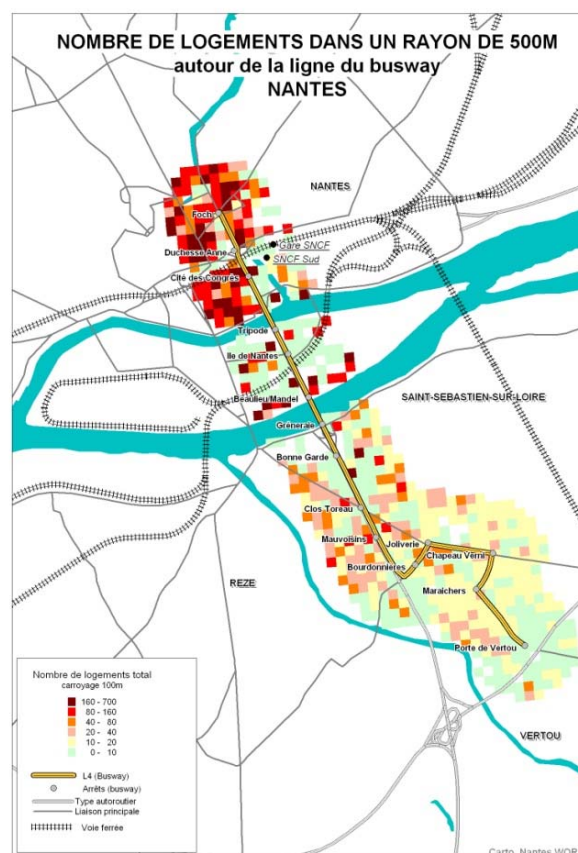 NOMBRE DE LOGEMENTS DANS UN RAYON DE 500M
autour de la ligne du busway
NANTES
NANTES
Foch
Gare SNCF
Duchesse Anne
SNCF Sud
Cité des Congrès
Tripode
Ile de Nantes
Beaulieu/Mandel
SAINT-SEBASTIEN-SUR-LOIRE
Gréneraie
Bonne Garde
Clos Toreau
Mauvoisins
Joliverie
Chapeau Verni
Bourdonnières
REZE
Maraîchers
Porte de Vertou
VERTOU
Nombre de logements total
carroyage 100m
160 - 700
80 - 160
40 - 80
20 - 40
10 - 20
0 - 10
L4 (Busway)
Arrêts (busway)
Type autoroutier
Liaison principale
Voie ferrée
Carto. Nantes